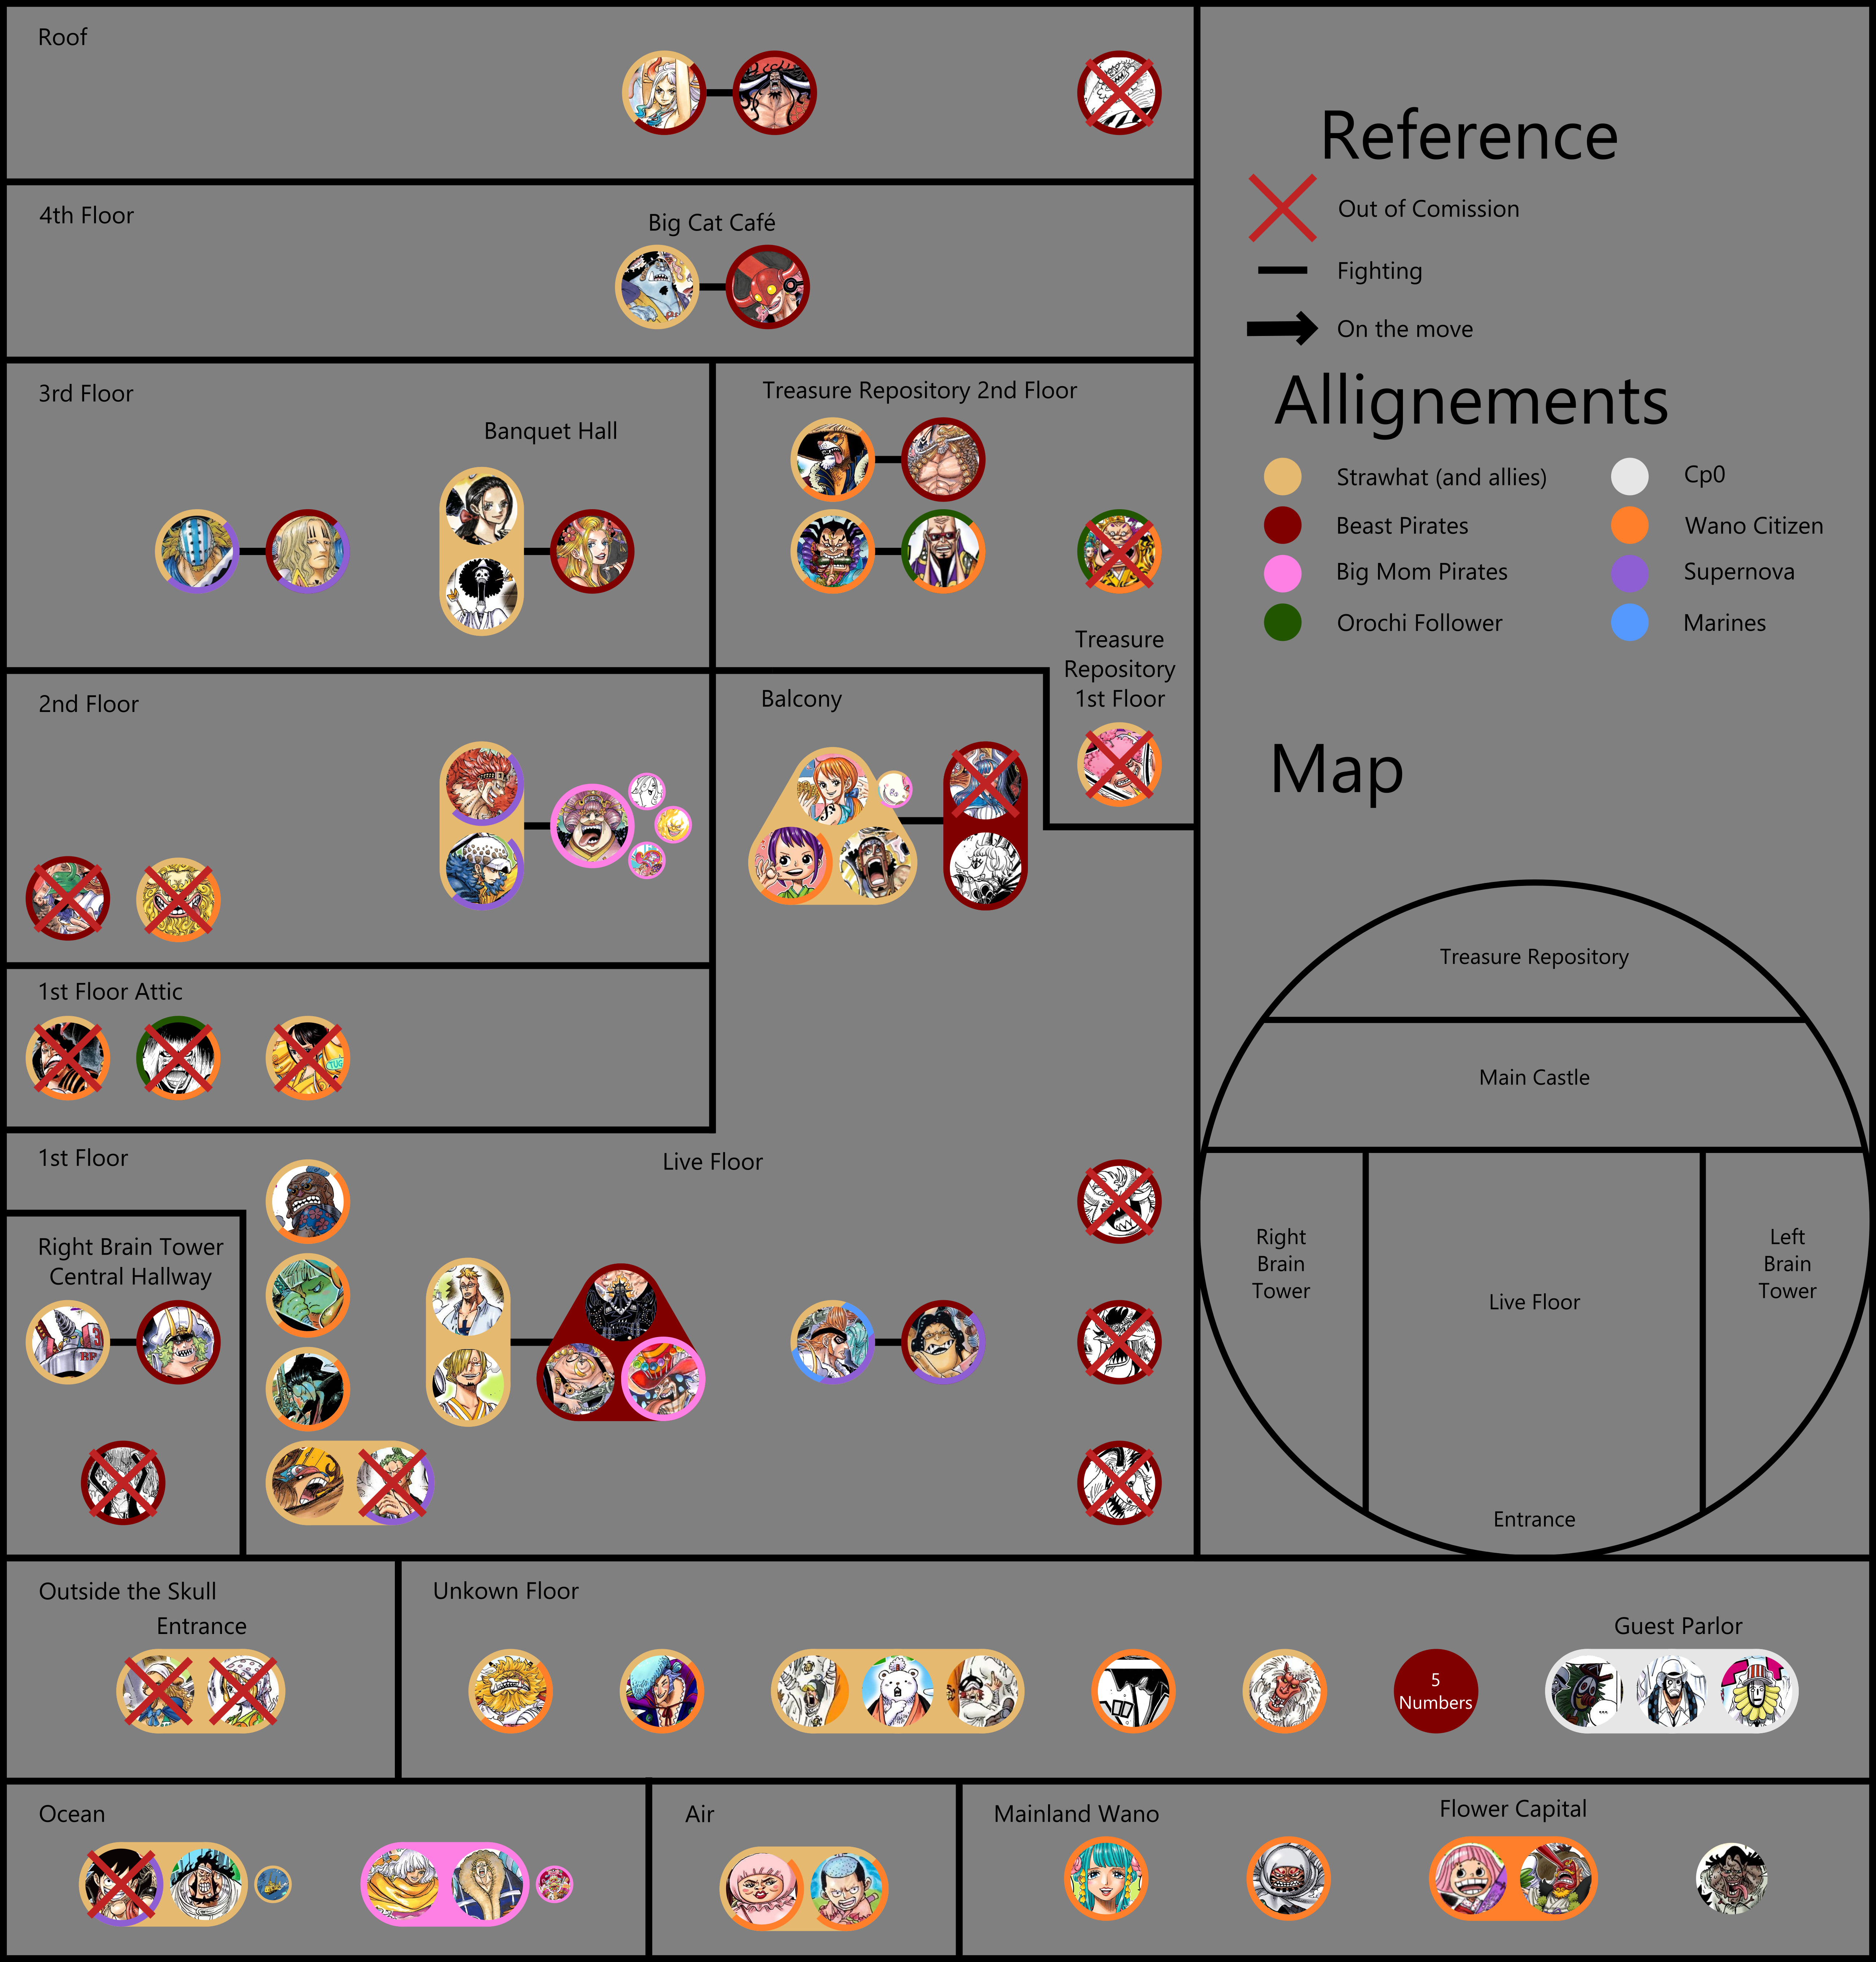 Roof
Reference
Out of Comission
4th Floor
Big Cat Café
Fighting
On the move
3rd Floor
Banquet Hall
Treasure Repository 2nd Floor
Allignements
Strawhat (and allies)
Cp0
Beast Pirates
Wano Citizen
Big Mom Pirates
Supernova
Orochi Follower
Marines
Treasure
Repository
1st Floor
2nd Floor
Balcony
Map
1st Floor Attic
TUG
Treasure Repository
Main Castle
Right
Brain
Tower
Live Floor
Left
Brain
Tower
Entrance
1st Floor
Live Floor
Right Brain Tower
Central Hallway
BP
Outside the Skull
Entrance
Unkown Floor
5
Numbers
Guest Parlor
...
Ocean
Air
Mainland Wano
Flower Capital